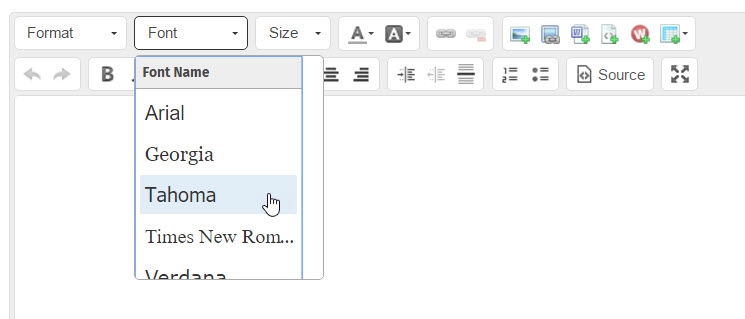 Format Font Size A A
B Source
Font Name
Arial
Georgia
Tahoma
Times New Rom...
Verdana